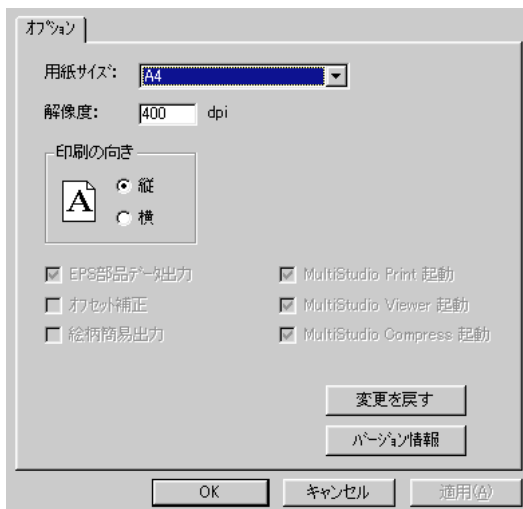 ｵﾌﾟｼｮﾝ
用紙ｻｲｽﾞ: A4
解像度: 400 dpi
印刷の向き
A
縦
横
EPS部品ﾃﾞｰﾀ出力
ｵﾌｾｯﾄ補正
絵柄簡易出力
MultiStudio Print 起動
MultiStudio Viewer 起動
MultiStudio Compress 起動
変更を戻す
ﾊﾞｰｼﾞｮﾝ情報
OK
キャンセル
適用(A)